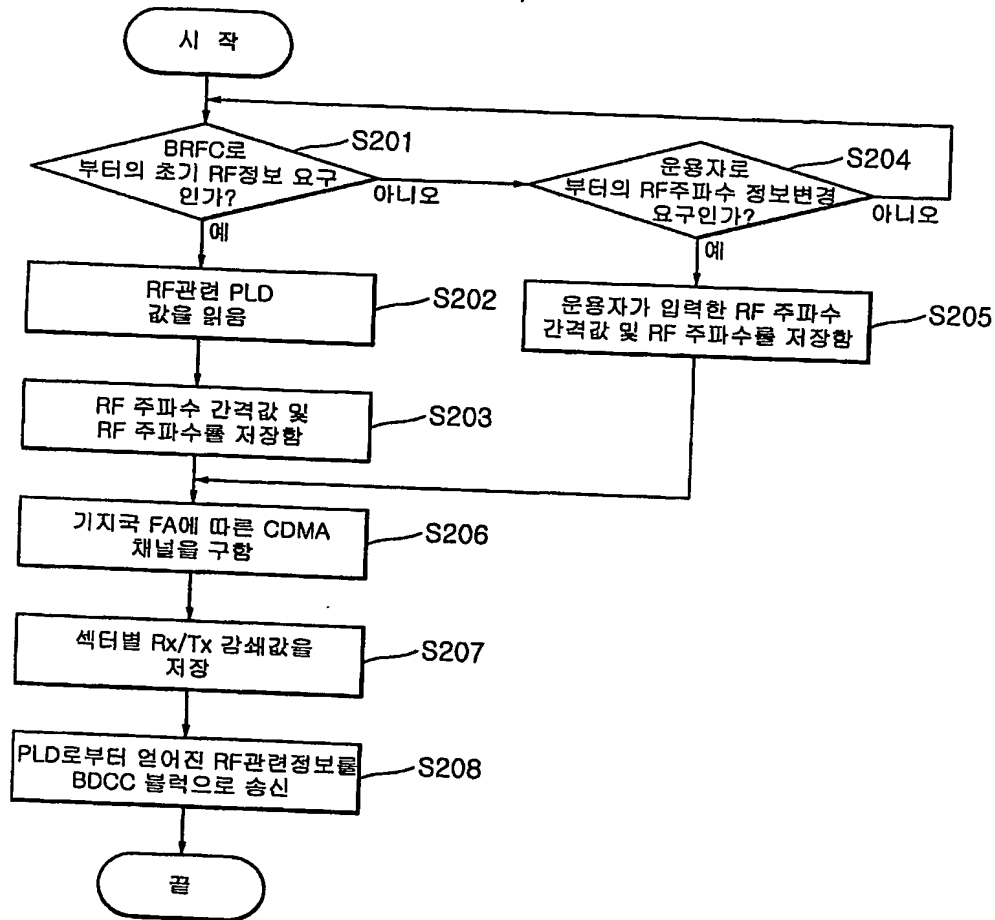 시 작
BRFC로
부터의 초기 RF정보 요구
인가?
S201
아니오
예
운용자로
부터의 RF주파수 정보변경
요구인가?
S204
아니오
예
RF관련 PLD
값을 읽음
S202
운용자가 입력한 RF 주파수
간격값 및 RF 주파수를 저장함
S205
RF 주파수 간격값 및
RF 주파수를 저장함
S203
기지국 FA에 따른 CDMA
채널을 구함
S206
섹터별 Rx/Tx 감쇄값을
저장
S207
PLD로부터 얻어진 RF관련정보를
BDCC 블럭으로 송신
S208
끝